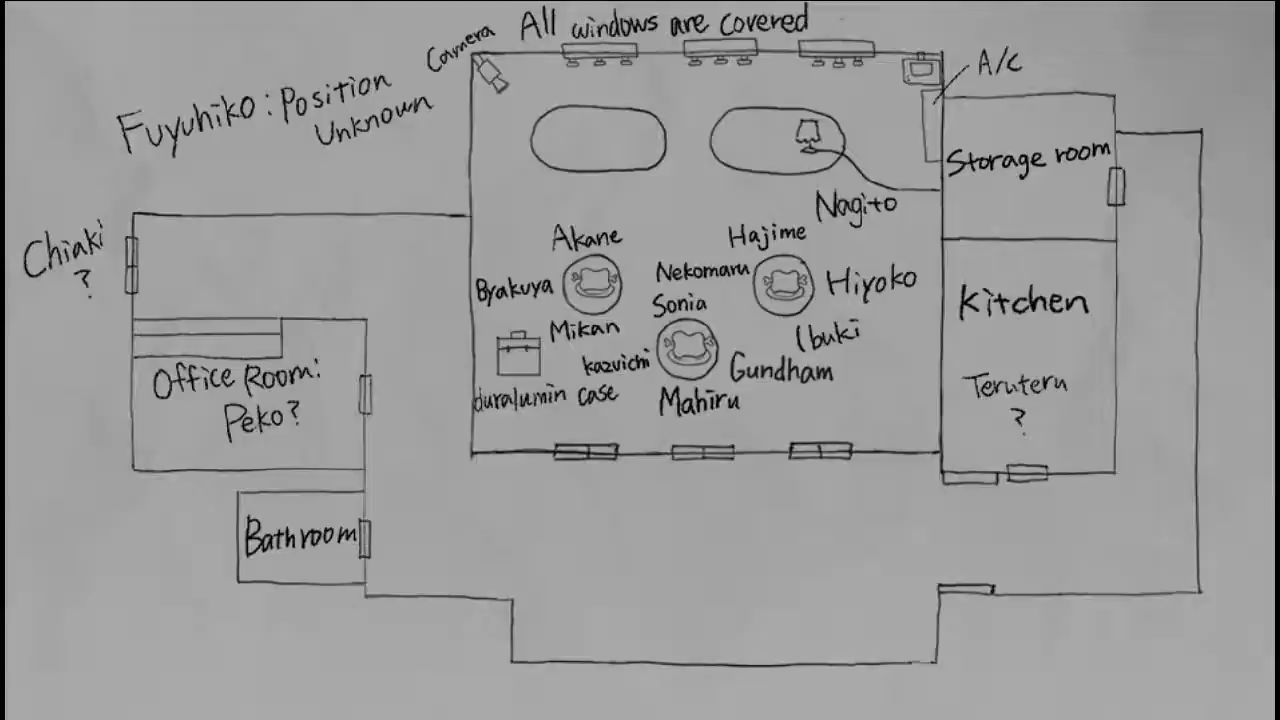 All windows are covered
Camera
A/C
Fuyuhiko: Position
Unknown
Storage room
Nagito
Chiaki
?
Akane
Hajime
Byakuya
Nekomaru
Hiyoko
Sonia
Kitchen
Mikan
Ibuki
kazuichi
Gundham
Office Room:
Peko?
duralumin case
Mahiru
Teruteru
?
Bathroom